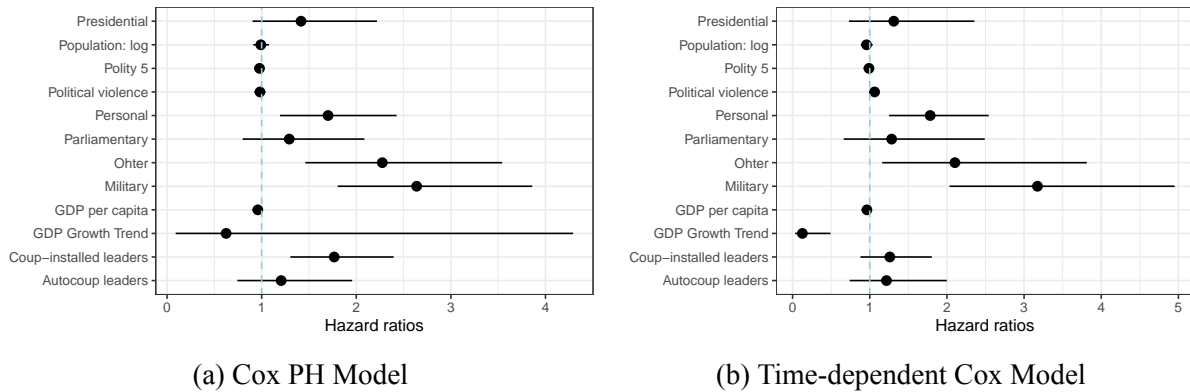 Presidential
Population: log
Polity 5
Political violence
Personal
Parliamentary
Ohter
Military
GDP per capita
GDP Growth Trend
Coup-installed leaders
Autocoup leaders
0 1 2 3 4
Hazard ratios
(a) Cox PH Model
Presidential
Population: log
Polity 5
Political violence
Personal
Parliamentary
Ohter
Military
GDP per capita
GDP Growth Trend
Coup-installed leaders
Autocoup leaders
0 1 2 3 4 5
Hazard ratios
(b) Time-dependent Cox Model